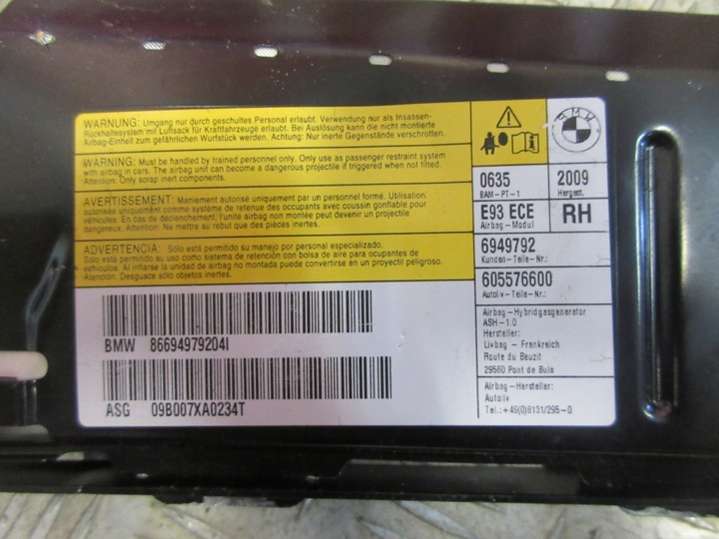 WARNUNG: Umgang nur durch geschultes Personal erlaubt. Verwendung nur als Insassen-
Rückhaltesystem mit Luftsack für Kraftfahrzeuge erlaubt. Bei Auslösung kann die nicht montierte
Airbag-Einheit zum gefährlichen Wurfstück werden. Achtung: Nur inerte Gegenstände verschrotten.
WARNING: Must be handled by trained personnel only. Only use as passenger restraint system
with airbag in cars. The airbag unit can become a dangerous projectile if triggered when not fitted.
Attention: Only scrap inert components.
AVERTISSEMENT: Maniement autorisé uniquement par un personnel formé. Utilisation
autorisée uniquement comme système de retenue des occupants avec coussin gonflable pour
véhicules. En cas de déclenchement, l'unité airbag non montée peut devenir un projectile
dangereux. Attention: Ne mettre au rebut que des pièces inertes.
ADVERTENCIA: Sólo está permitido su manejo por personal especializado.
Sólo está permitido su uso como sistema de retención con bolsa de aire para ocupantes de
vehículos. Al inflarse la unidad de airbag no montada puede convertirse en un proyectil peligroso.
Atención: Desguace sólo objetos inertes.
BMW 86694979204I
ASG 09B007XA0234T
BMW
0635
BAM-PT-1
2009
Hergest.
E93 ECE
Airbag-Modul
RH
6949792
Kunden-Teile-Nr:
605576600
Autoliv-Teile-Nr:
Airbag-Hybridgasgenerator
ASH-1.0
Hersteller:
Livbag - Frankreich
Route du Beuzit
29560 Pont de Buis
Airbag-Hersteller:
Autoliv
Tel.:+49(0)8131/295-0